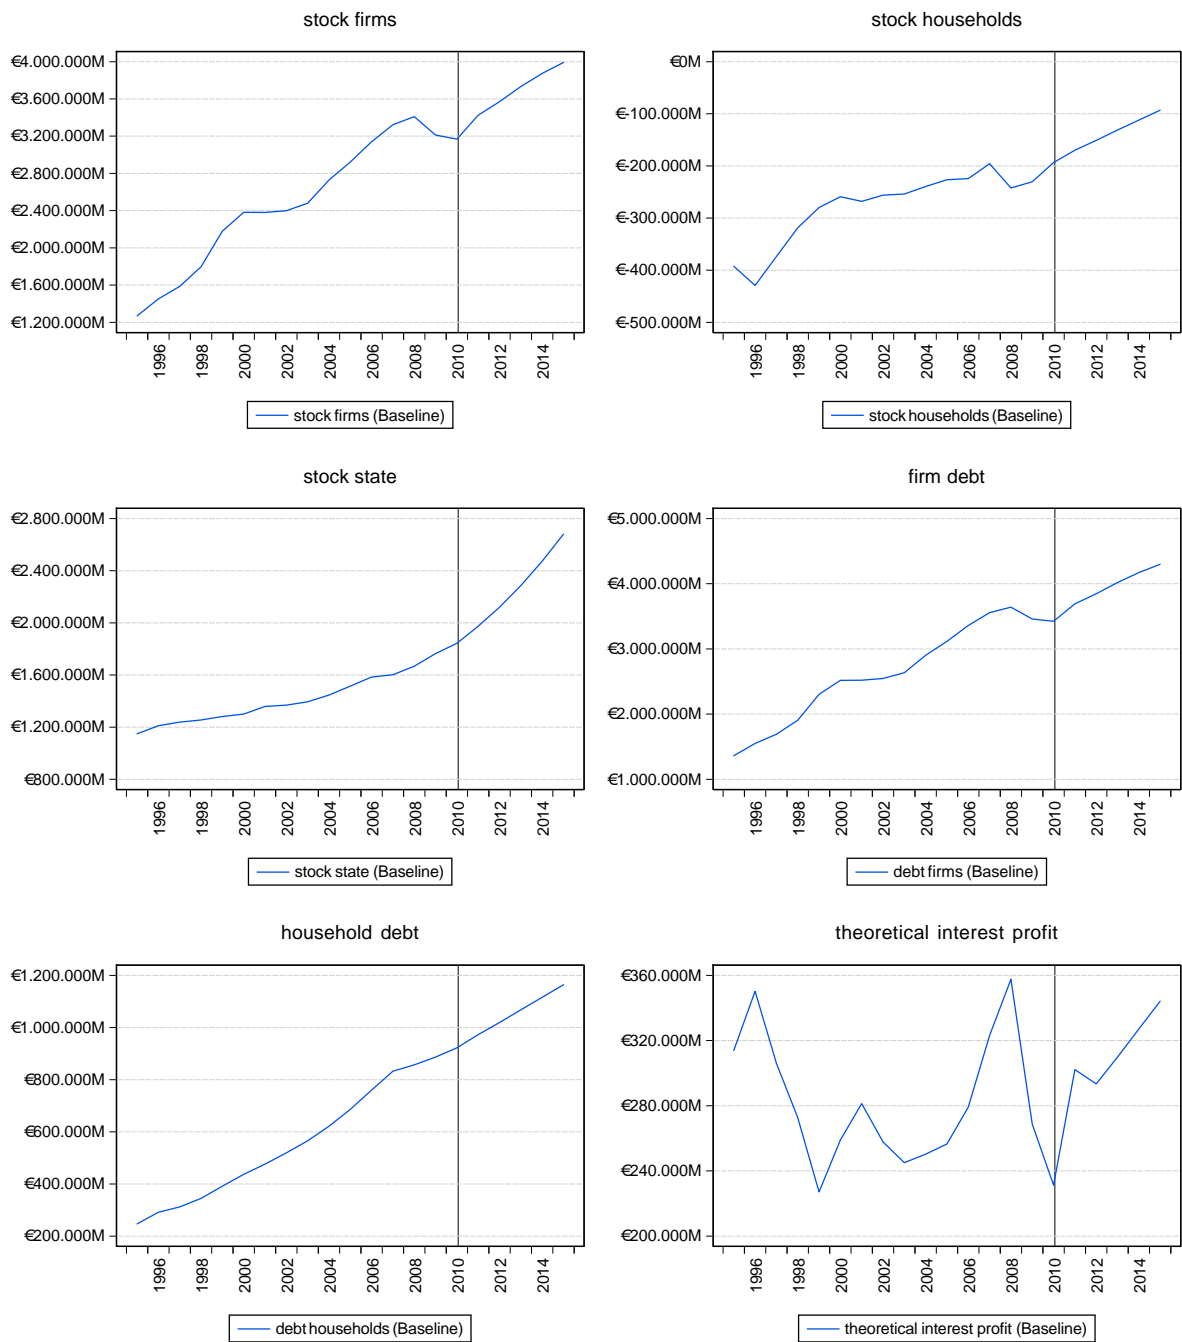 stock firms
€4.000.000M
€3.600.000M
€3.200.000M
€2.800.000M
€2.400.000M
€2.000.000M
€1.600.000M
€1.200.000M
1996
1998
2000
2002
2004
2006
2008
2010
2012
2014
stock firms (Baseline)
stock households
€0M
€-100.000M
€-200.000M
€-300.000M
€-400.000M
€-500.000M
1996
1998
2000
2002
2004
2006
2008
2010
2012
2014
stock households (Baseline)
stock state
€2.800.000M
€2.400.000M
€2.000.000M
€1.600.000M
€1.200.000M
€800.000M
1996
1998
2000
2002
2004
2006
2008
2010
2012
2014
stock state (Baseline)
firm debt
€5.000.000M
€4.000.000M
€3.000.000M
€2.000.000M
€1.000.000M
1996
1998
2000
2002
2004
2006
2008
2010
2012
2014
debt firms (Baseline)
household debt
€1.200.000M
€1.000.000M
€800.000M
€600.000M
€400.000M
€200.000M
1996
1998
2000
2002
2004
2006
2008
2010
2012
2014
debt households (Baseline)
theoretical interest profit
€360.000M
€320.000M
€280.000M
€240.000M
€200.000M
1996
1998
2000
2002
2004
2006
2008
2010
2012
2014
theoretical interest profit (Baseline)